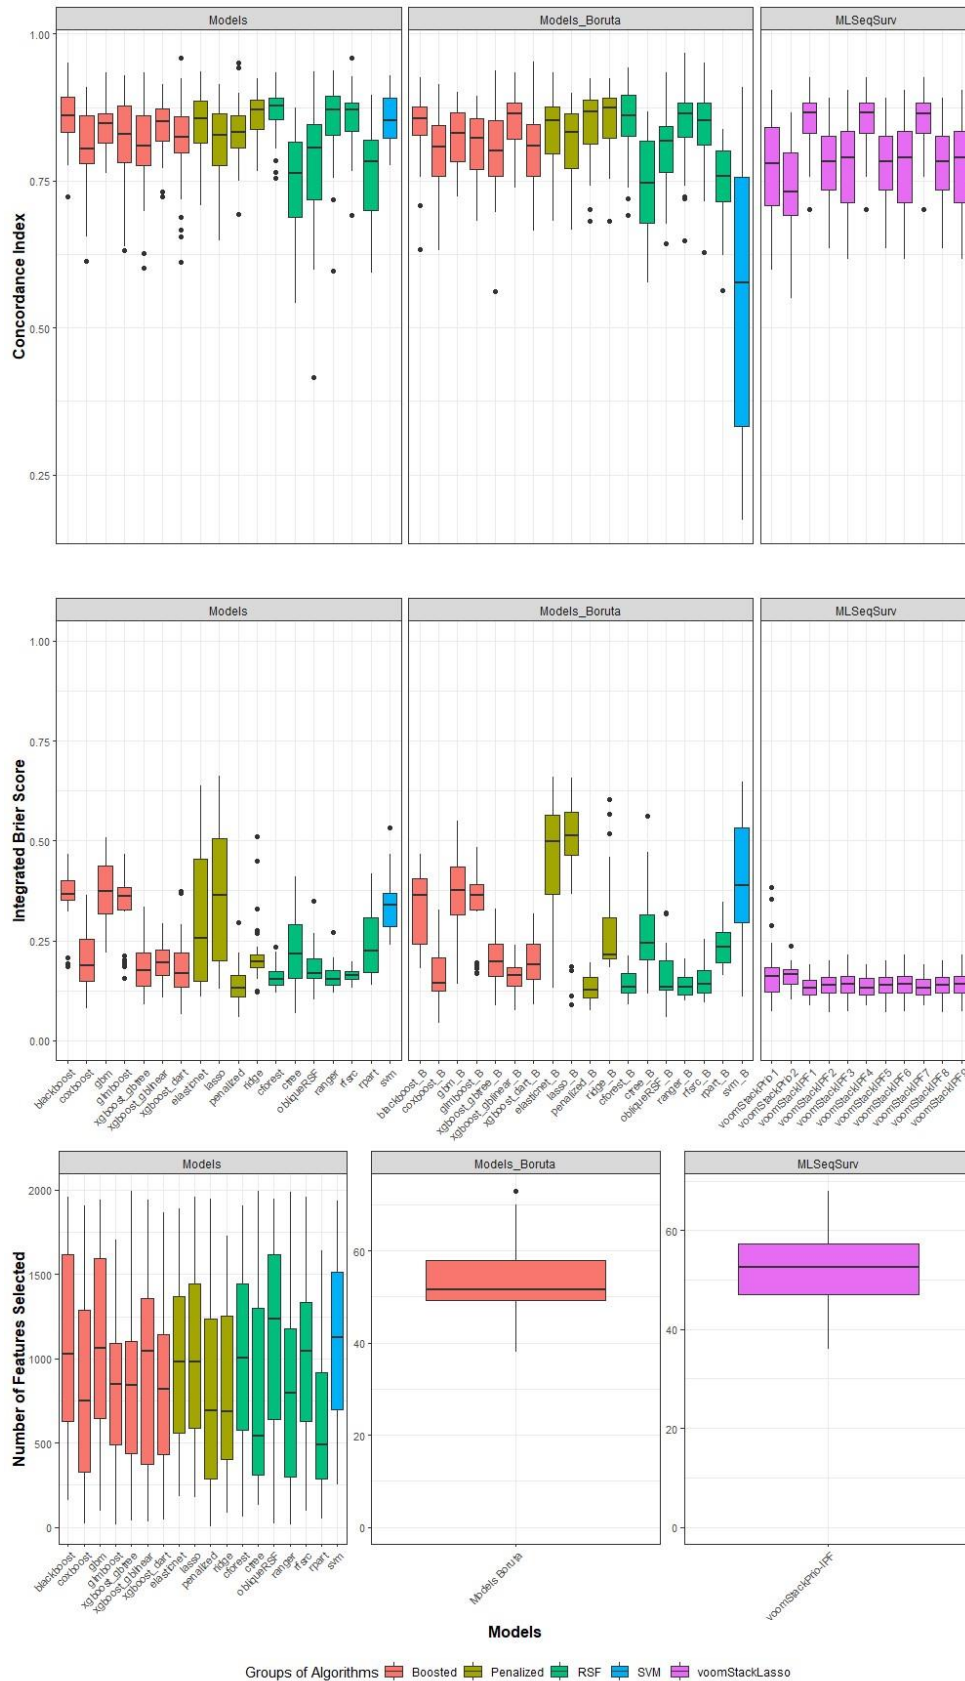 Models Models_Boruta MLSeqSurv
1.00
0.75
0.50
0.25
Concordance Index
Models Models_Boruta MLSeqSurv
1.00
0.75
0.50
0.25
0.00
Integrated Brier Score
blackboost coxboost gbm glmboost xgboost_gbtree xgboost_gblinear xgboost_dart elasticnet lasso penalized ridge cforest ctree obliqueRSF ranger rfsrc rpart svm
blackboost_B coxboost_B gbm_B glmboost_B xgboost_gbtree_B xgboost_gblinear_B xgboost_dart_B elasticnet_B lasso_B penalized_B ridge_B cforest_B ctree_B obliqueRSF_B ranger_B rfsrc_B rpart_B svm_B
voomStackPrio1 voomStackPrio2 voomStackIPF1 voomStackIPF2 voomStackIPF3 voomStackIPF4 voomStackIPF5 voomStackIPF6 voomStackIPF7 voomStackIPF8 voomStackIPF9
Models Models_Boruta MLSeqSurv
2000
1500
1000
500
0
60
40
20
0
60
40
20
0
Number of Features Selected
blackboost coxboost gbm glmboost xgboost_gbtree xgboost_gblinear xgboost_dart elasticnet lasso penalized ridge cforest ctree obliqueRSF ranger rfsrc rpart svm
Models Boruta
voomStackPrio-IPF
Models
Groups of Algorithms Boosted Penalized RSF SVM voomStackLasso